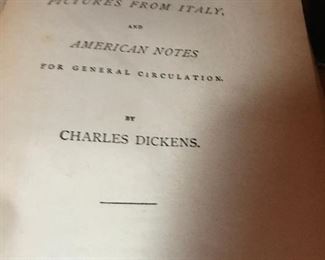 PICTURES FROM ITALY,
AND
AMERICAN NOTES
FOR GENERAL CIRCULATION.
BY
CHARLES DICKENS.